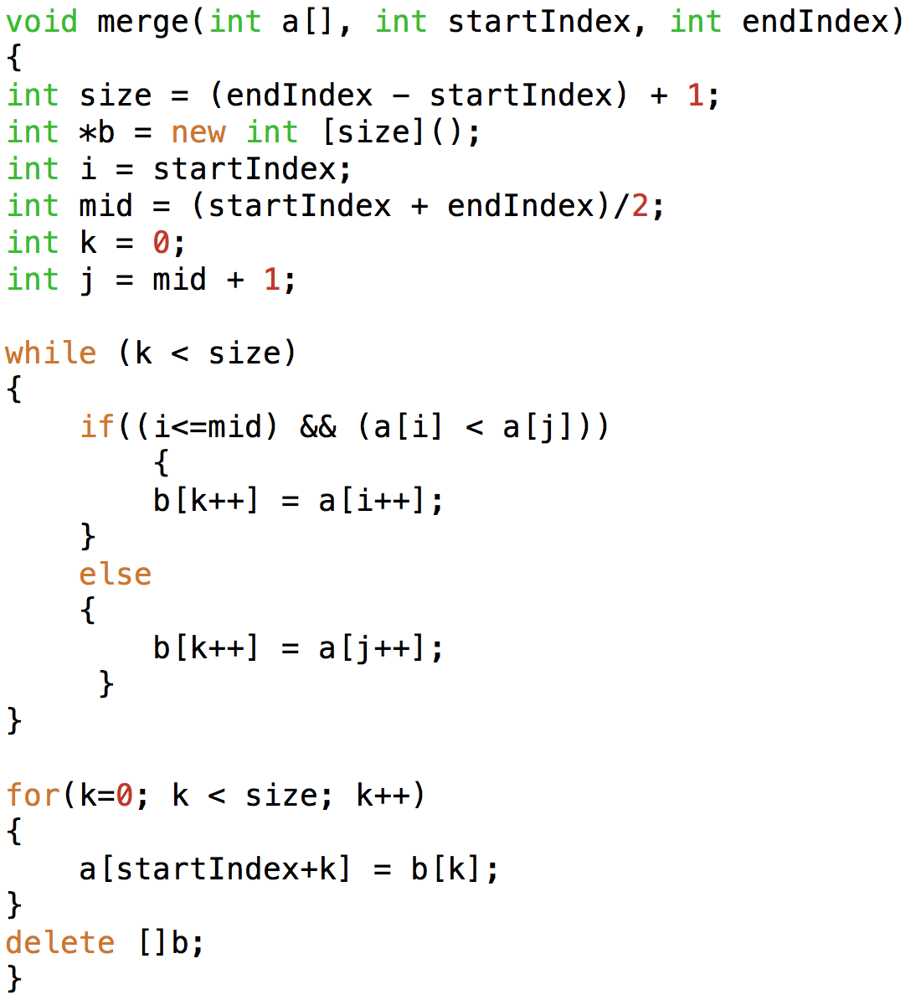 void merge(int a[], int startIndex, int endIndex)
{
int size = (endIndex - startIndex) + 1;
int *b = new int [size]();
int i = startIndex;
int mid = (startIndex + endIndex)/2;
int k = 0;
int j = mid + 1;

while (k < size)
{
    if((i<=mid) && (a[i] < a[j]))
        {
        b[k++] = a[i++];
    }
    else
    {
        b[k++] = a[j++];
     }
}

for(k=0; k < size; k++)
{
    a[startIndex+k] = b[k];
}
delete []b;
}